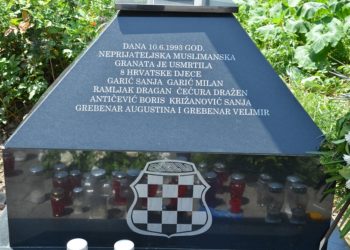 DANA 10.6.1993 GOD.
NEPRIJATELJSKA MUSLIMANSKA
GRANATA JE USMRTILA
8 HRVATSKE DJECE
GARIĆ SANJA GARIĆ MILAN
RAMLJAK DRAGAN ČEČURA DRAŽEN
ANTIČEVIĆ BORIS KRIŽANOVIĆ SANJA
GREBENAR AUGUSTINA I GREBENAR VELIMIR